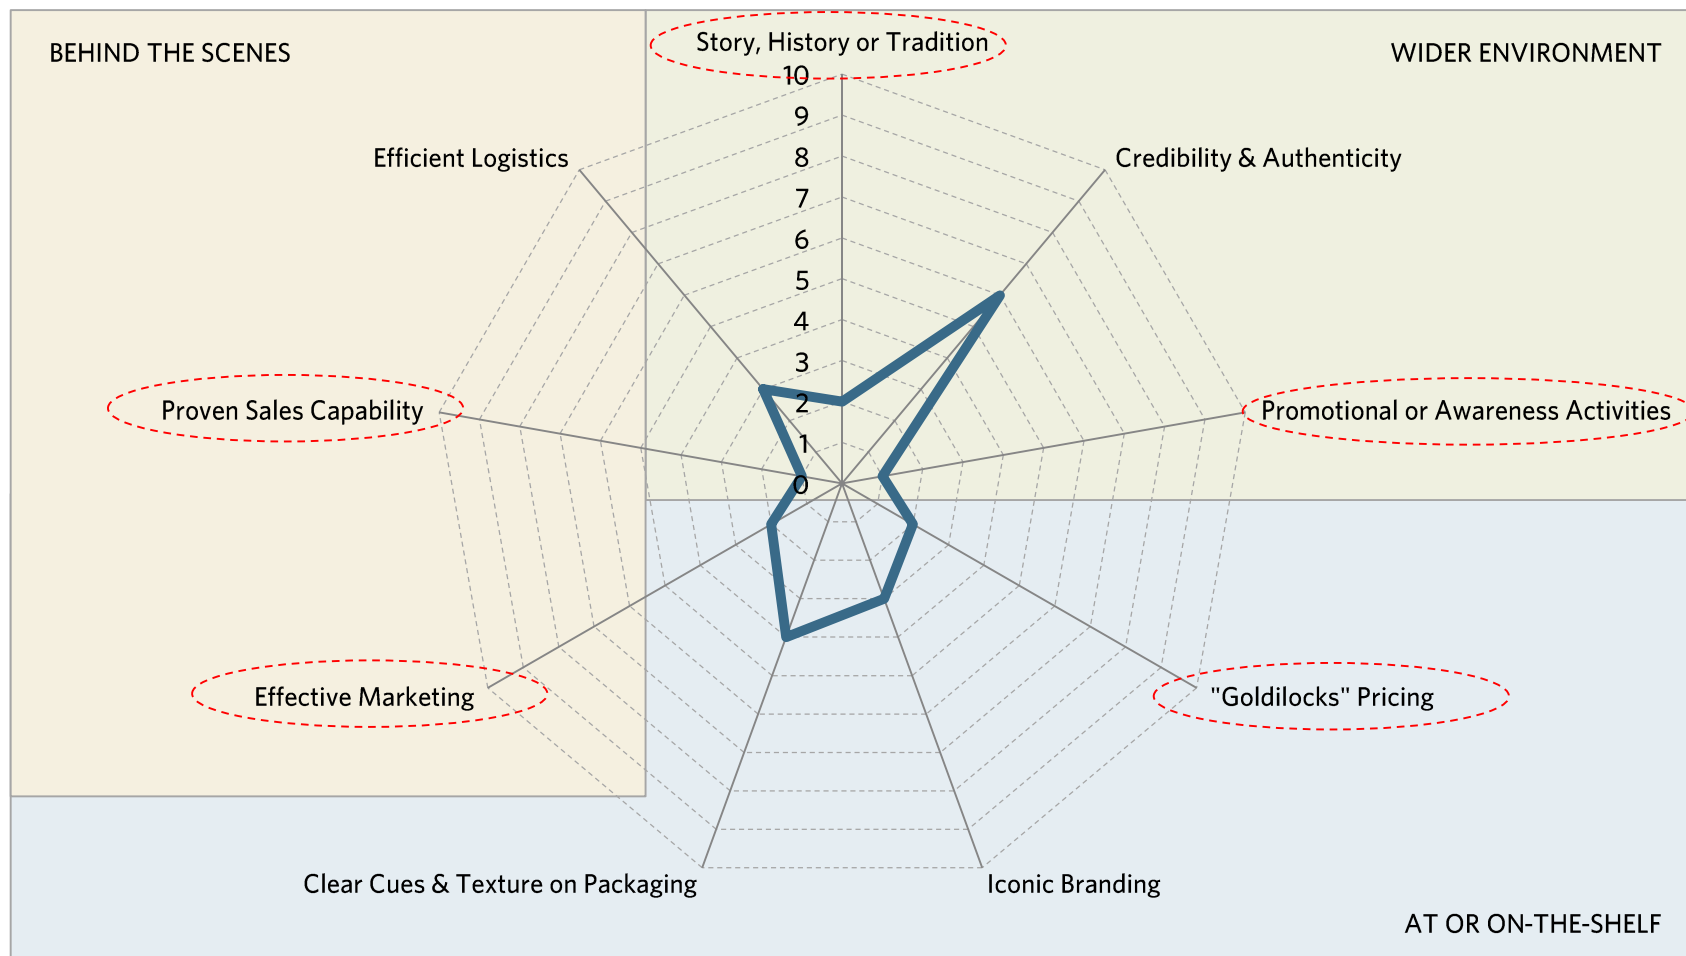 BEHIND THE SCENES
Story, History or Tradition
WIDER ENVIRONMENT
10
9
8
7
6
5
4
3
2
1
0
Efficient Logistics
Credibility & Authenticity
Proven Sales Capability
Promotional or Awareness Activities
Effective Marketing
"Goldilocks" Pricing
Clear Cues & Texture on Packaging
Iconic Branding
AT OR ON-THE-SHELF